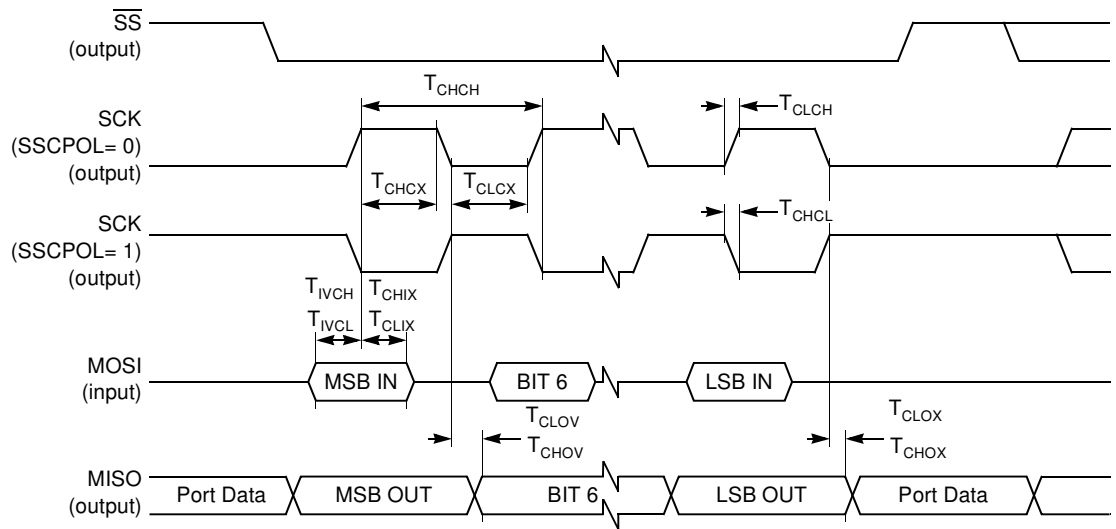 SS
(output)
T_CHCH
T_CLCH
SCK
(SSCPOL= 0)
(output)
T_CHCX
T_CLCX
T_CHCL
SCK
(SSCPOL= 1)
(output)
T_IVCH
T_CHIX
T_IVCL
T_CLIX
MOSI
(input)
MSB IN
BIT 6
LSB IN
T_CLOV
T_CHOV
T_CLOX
T_CHOX
MISO
(output)
Port Data
MSB OUT
BIT 6
LSB OUT
Port Data